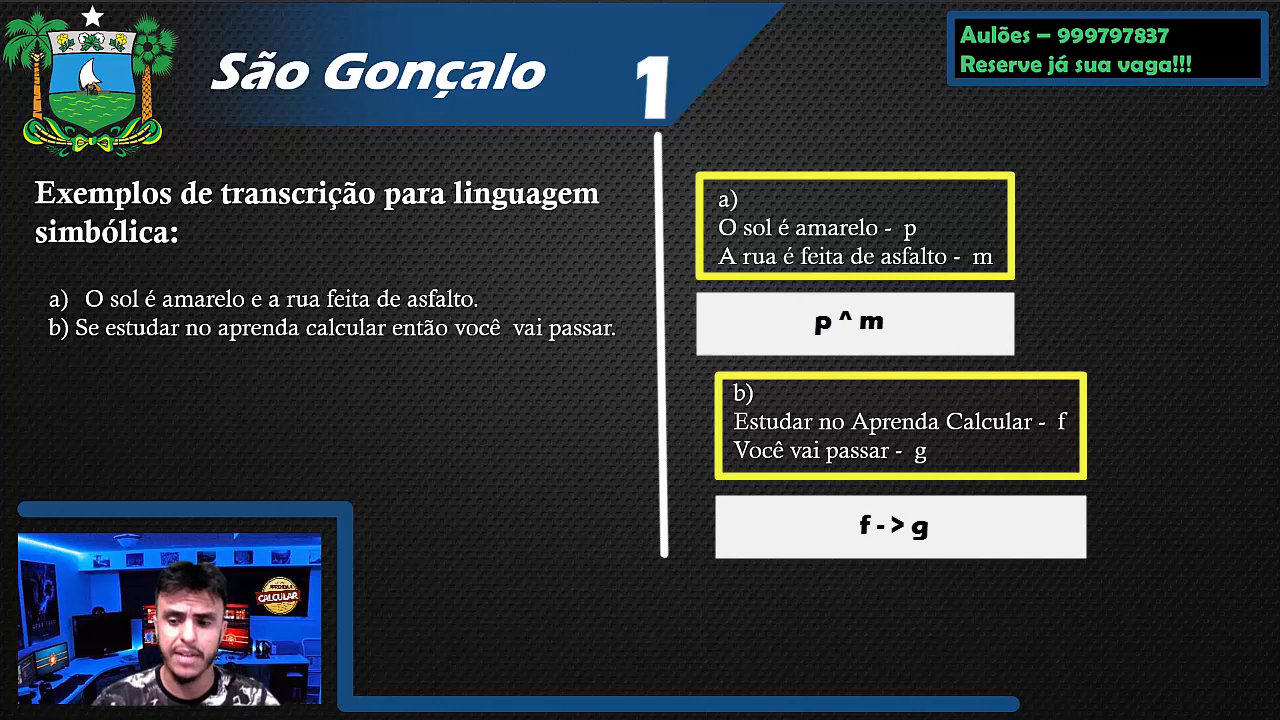 São Gonçalo
1
Aulões – 999797837
Reserve já sua vaga!!!
Exemplos de transcrição para linguagem
simbólica:
a) O sol é amarelo e a rua feita de asfalto.
b) Se estudar no aprenda calcular então você vai passar.
a)
O sol é amarelo - p
A rua é feita de asfalto - m
p ^ m
b)
Estudar no Aprenda Calcular - f
Você vai passar - g
f - > g
CALCULAR